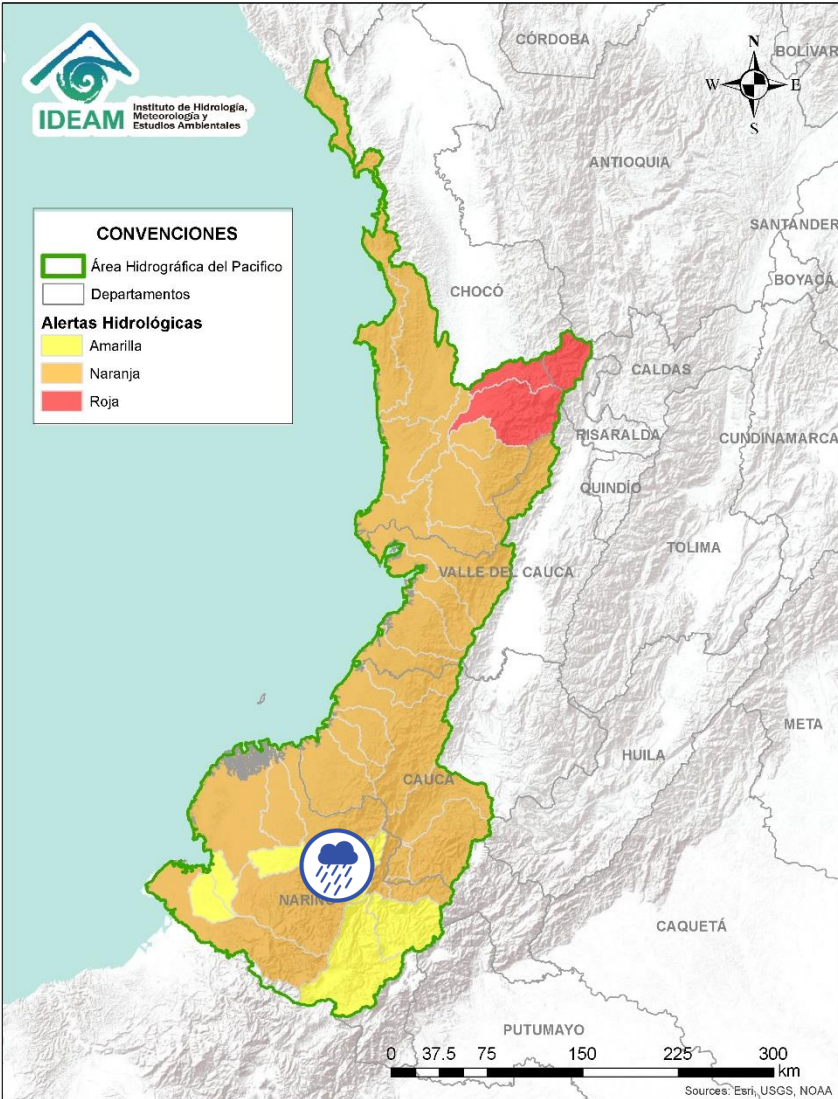 IDEAM
Instituto de Hidrología,
Meteorología y
Estudios Ambientales
CÓRDOBA
BOLÍVAR
N
W
E
S
ANTIOQUIA
SANTANDER
BOYACÁ
CONVENCIONES
Área Hidrográfica del Pacifico
Departamentos
Alertas Hidrológicas
Amarilla
Naranja
Roja
CHOCÓ
CALDAS
RISARALDA
CUNDINAMARCA
QUINDÍO
TOLIMA
VALLE DEL CAUCA
META
HUILA
CAUCA
NARIÑO
CAQUETÁ
PUTUMAYO
0 37.5 75 150 225 300
km
Sources: Esri, USGS, NOAA